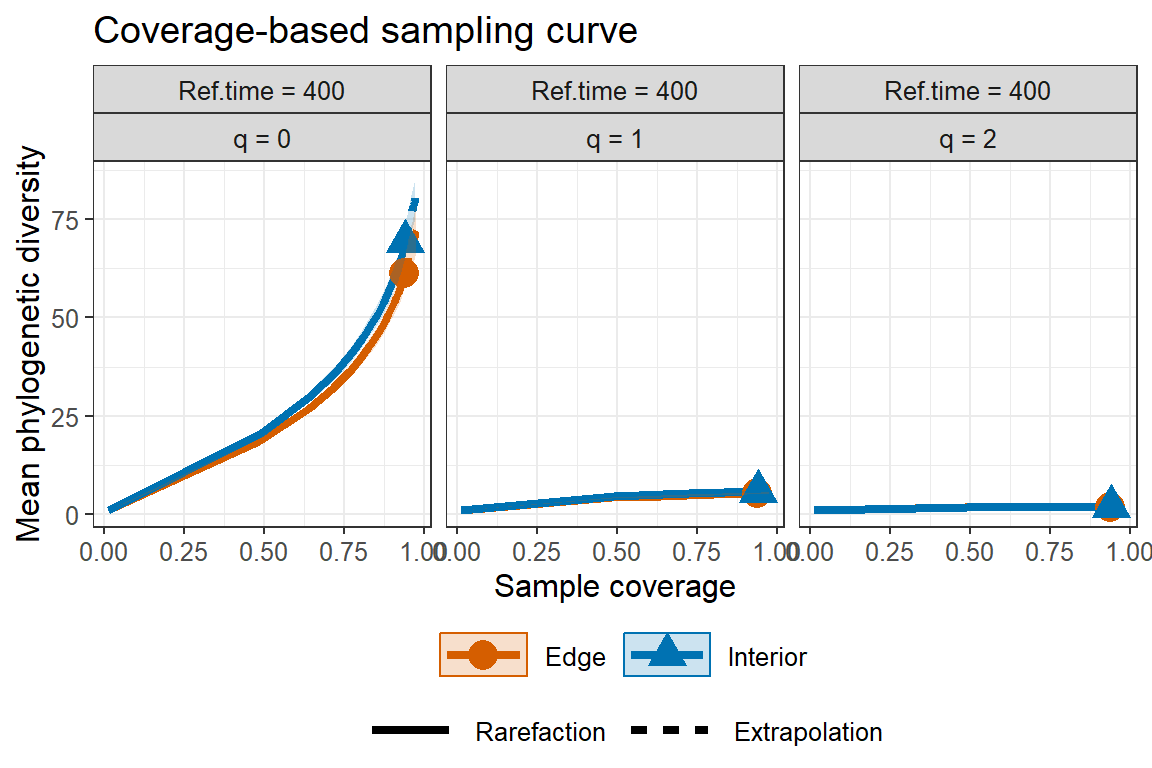 Coverage-based sampling curve
Ref.time = 400 Ref.time = 400 Ref.time = 400
q = 0 q = 1 q = 2
Mean phylogenetic diversity
75
50
25
0
0.00 0.25 0.50 0.75 1.00 0.00 0.25 0.50 0.75 1.00 0.00 0.25 0.50 0.75 1.00
Sample coverage
Edge Interior
Rarefaction Extrapolation